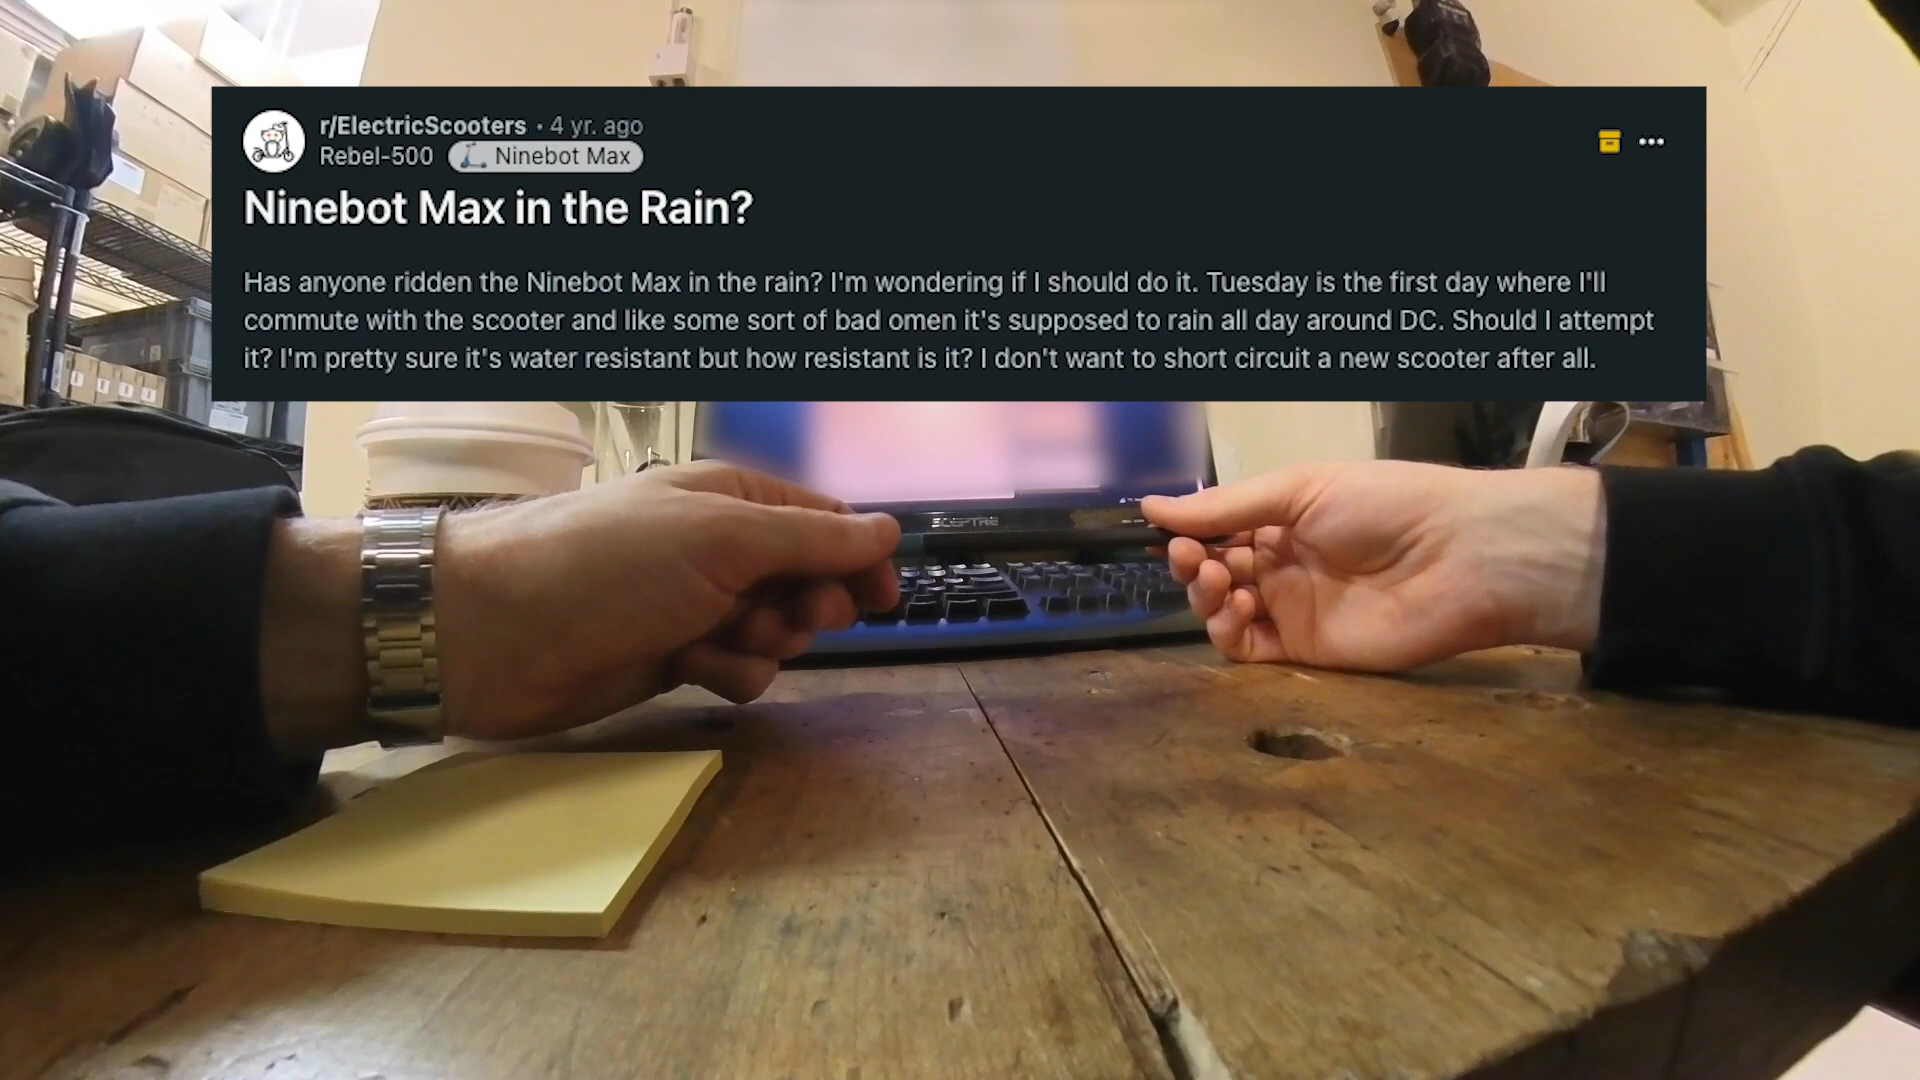 r/ElectricScooters · 4 yr. ago
Rebel-500 Ninebot Max
Ninebot Max in the Rain?
Has anyone ridden the Ninebot Max in the rain? I'm wondering if I should do it. Tuesday is the first day where I'll
commute with the scooter and like some sort of bad omen it's supposed to rain all day around DC. Should I attempt
it? I'm pretty sure it's water resistant but how resistant is it? I don't want to short circuit a new scooter after all.
SCEPTRE